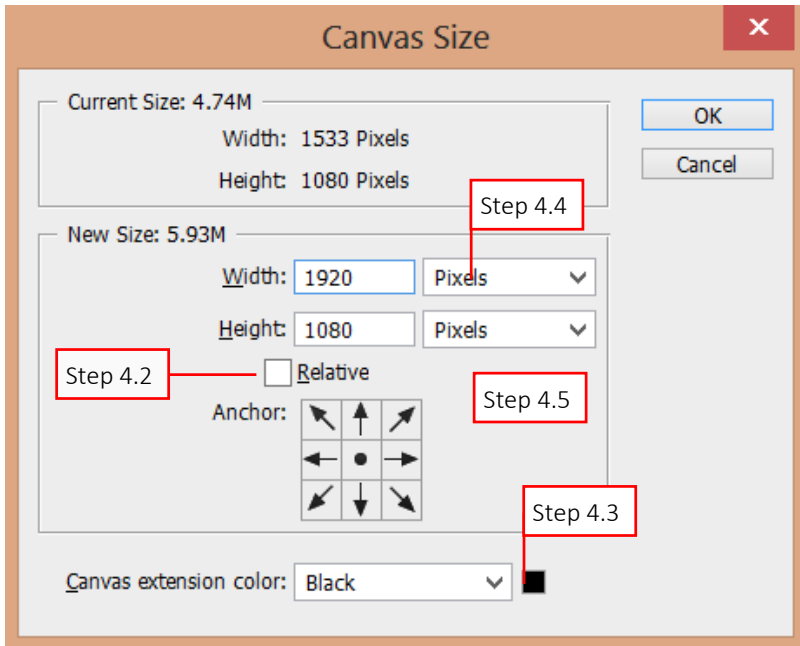 Canvas Size
Current Size: 4.74M
OK
Width: 1533 Pixels
Cancel
Height: 1080 Pixels
Step 4.4
New Size: 5.93M
Width: 1920 Pixels
Height: 1080 Pixels
Step 4.2
Relative
Step 4.5
Anchor:
Step 4.3
Canvas extension color: Black